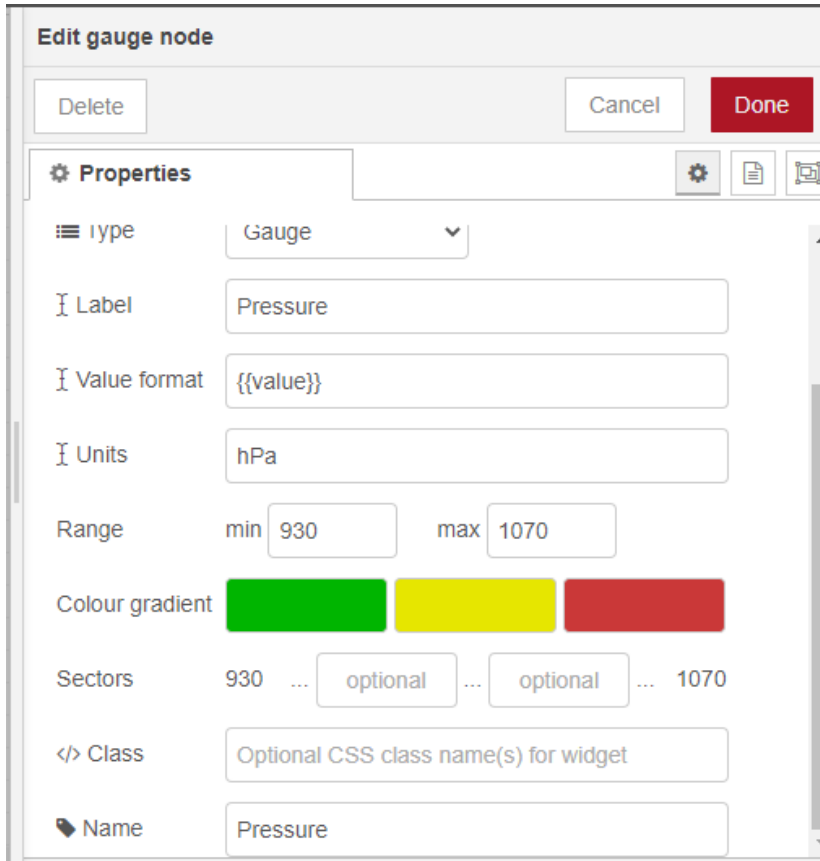 Edit gauge node
Delete Cancel Done
Properties
Type Gauge
Label Pressure
Value format {{value}}
Units hPa
Range min 930 max 1070
Colour gradient
Sectors 930 ... optional ... optional ... 1070
</> Class Optional CSS class name(s) for widget
Name Pressure